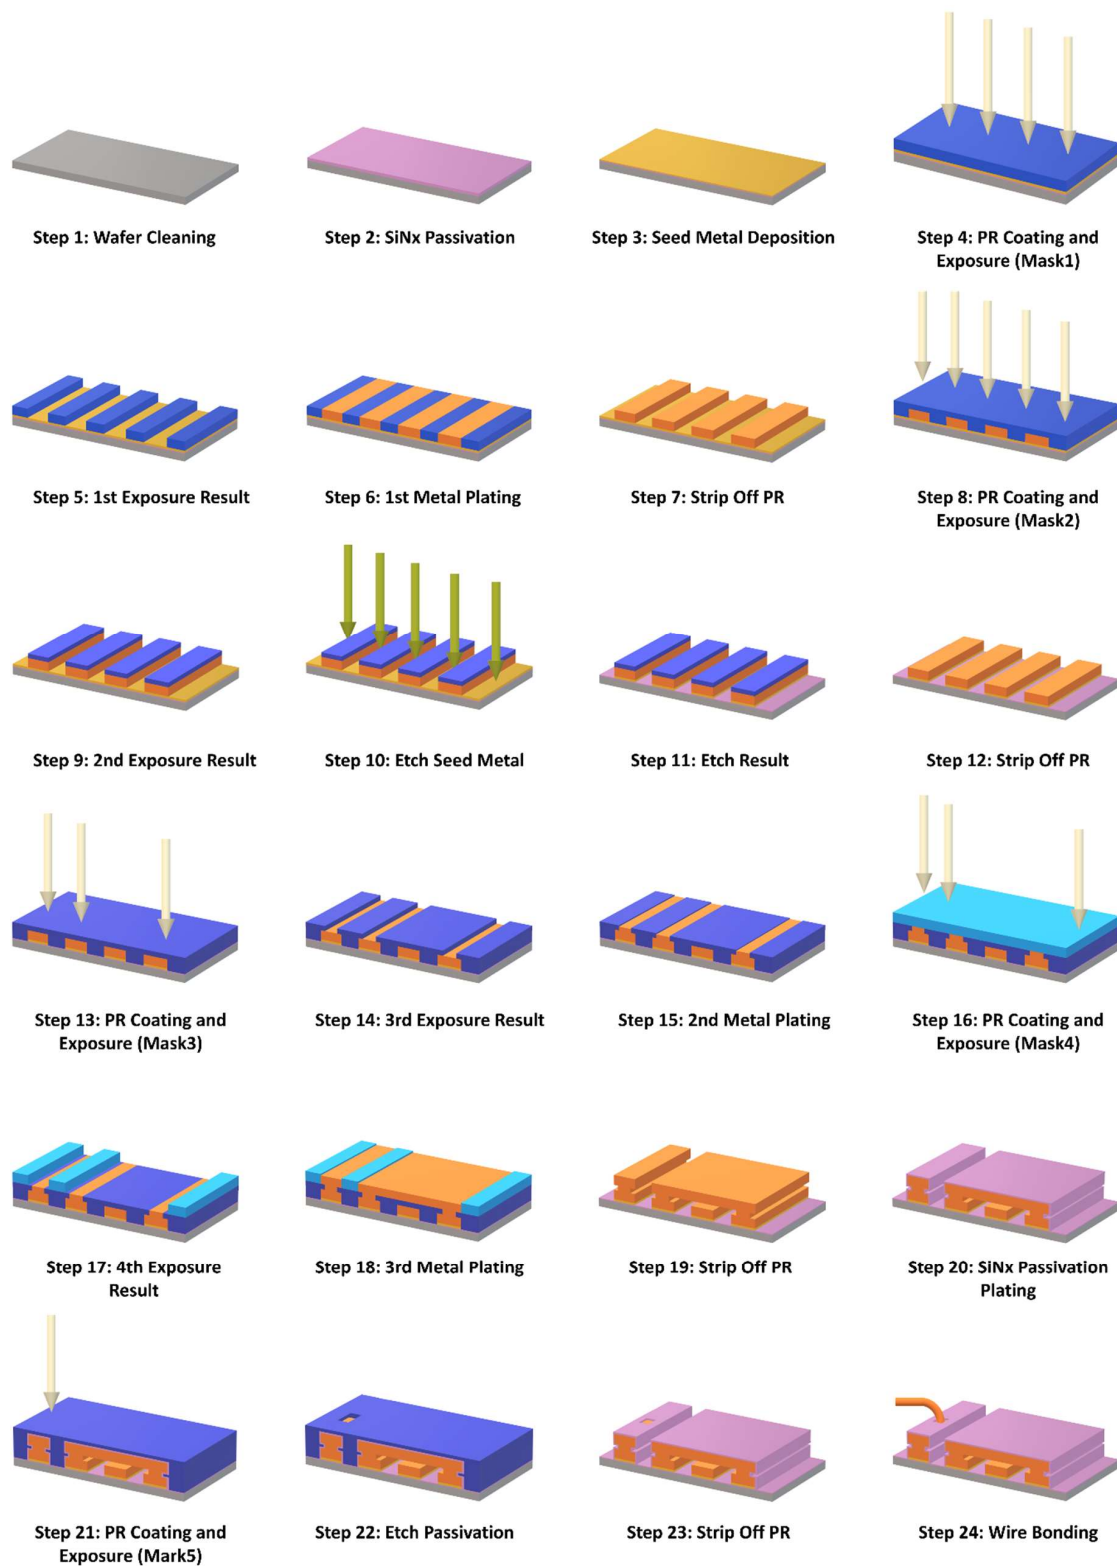 Step 1: Wafer Cleaning
Step 2: SiNx Passivation
Step 3: Seed Metal Deposition
Step 4: PR Coating and
Exposure (Mask1)
Step 5: 1st Exposure Result
Step 6: 1st Metal Plating
Step 7: Strip Off PR
Step 8: PR Coating and
Exposure (Mask2)
Step 9: 2nd Exposure Result
Step 10: Etch Seed Metal
Step 11: Etch Result
Step 12: Strip Off PR
Step 13: PR Coating and
Exposure (Mask3)
Step 14: 3rd Exposure Result
Step 15: 2nd Metal Plating
Step 16: PR Coating and
Exposure (Mask4)
Step 17: 4th Exposure
Result
Step 18: 3rd Metal Plating
Step 19: Strip Off PR
Step 20: SiNx Passivation
Plating
Step 21: PR Coating and
Exposure (Mark5)
Step 22: Etch Passivation
Step 23: Strip Off PR
Step 24: Wire Bonding